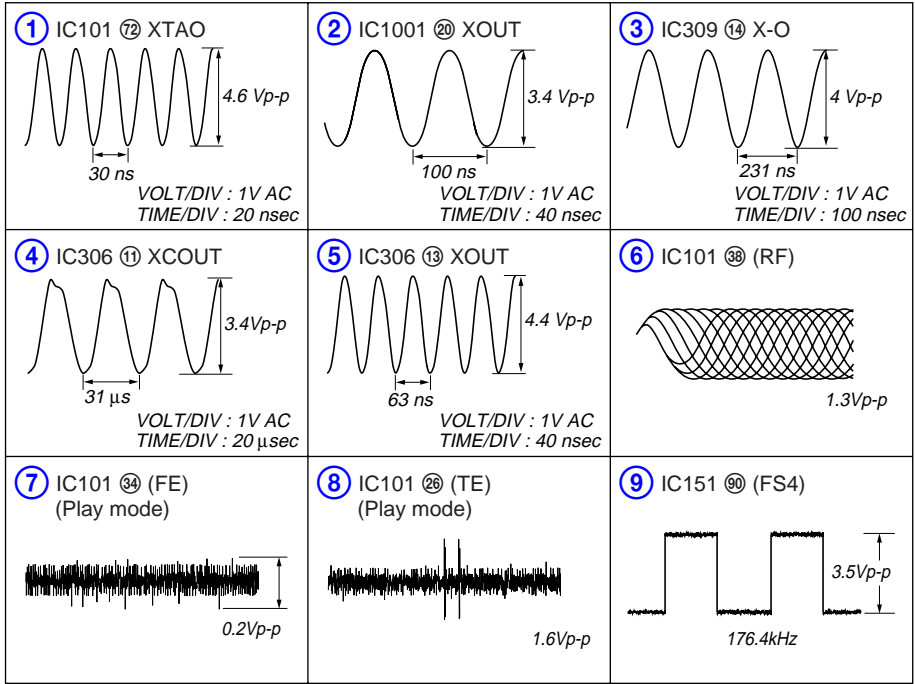 ① IC101 ㊆ XTAO
4.6 Vp-p
30 ns
VOLT/DIV : 1V AC
TIME/DIV : 20 nsec
② IC1001 ⑳ XOUT
3.4 Vp-p
100 ns
VOLT/DIV : 1V AC
TIME/DIV : 40 nsec
③ IC309 ⑭ X-O
4 Vp-p
231 ns
VOLT/DIV : 1V AC
TIME/DIV : 100 nsec
④ IC306 ⑪ XCOUT
3.4Vp-p
31 µs
VOLT/DIV : 1V AC
TIME/DIV : 20 µsec
⑤ IC306 ⑬ XOUT
4.4 Vp-p
63 ns
VOLT/DIV : 1V AC
TIME/DIV : 40 nsec
⑥ IC101 ㊳ (RF)
1.3Vp-p
⑦ IC101 ㉞ (FE)
(Play mode)
0.2Vp-p
⑧ IC101 ㉖ (TE)
(Play mode)
1.6Vp-p
⑨ IC151 90 (FS4)
3.5Vp-p
176.4kHz